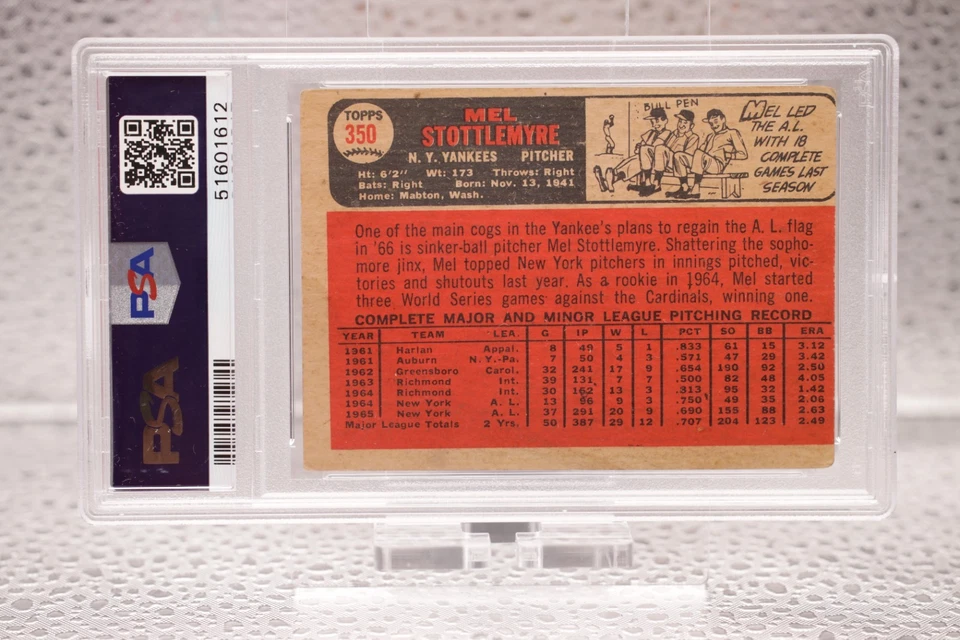 51601612
PSA
PSA
TOPPS
350
MEL
STOTTLEMYRE
N. Y. YANKEES PITCHER
Ht: 6'2" Wt: 173 Throws: Right
Bats: Right Born: Nov. 13, 1941
Home: Mabton, Wash.
BULL PEN
MEL LED
THE A.L.
WITH 18
COMPLETE
GAMES LAST
SEASON
One of the main cogs in the Yankee's plans to regain the A. L. flag
in '66 is sinker-ball pitcher Mel Stottlemyre. Shattering the sopho-
more jinx, Mel topped New York pitchers in innings pitched, vic-
tories and shutouts last year. As a rookie in 1964, Mel started
three World Series games against the Cardinals, winning one.
COMPLETE MAJOR AND MINOR LEAGUE PITCHING RECORD
YEAR TEAM LEA. G IP W L PCT SO BB ERA
1961 Harlan Appal. 8 49 5 1 .833 61 15 3.12
1961 Auburn N. Y.-Pa. 7 50 4 3 .571 47 29 3.42
1962 Greensboro Carol. 32 241 17 9 .654 190 92 2.50
1963 Richmond Int. 39 131 7 7 .500 82 48 4.05
1964 Richmond Int. 30 162 13 3 .813 95 32 1.42
1964 New York A. L. 13 96 9 3 .750 49 35 2.06
1965 New York A. L. 37 291 20 9 .690 155 88 2.63
Major League Totals 2 Yrs. 50 387 29 12 .707 204 123 2.49